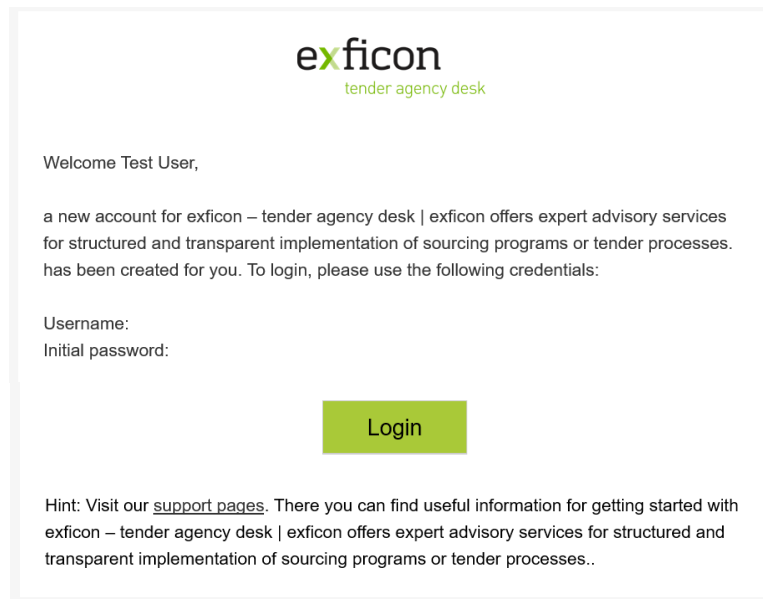 exficon
tender agency desk
Welcome Test User,
a new account for exficon – tender agency desk | exficon offers expert advisory services
for structured and transparent implementation of sourcing programs or tender processes.
has been created for you. To login, please use the following credentials:
Username:
Initial password:
Login
Hint: Visit our support pages. There you can find useful information for getting started with
exficon – tender agency desk | exficon offers expert advisory services for structured and
transparent implementation of sourcing programs or tender processes..